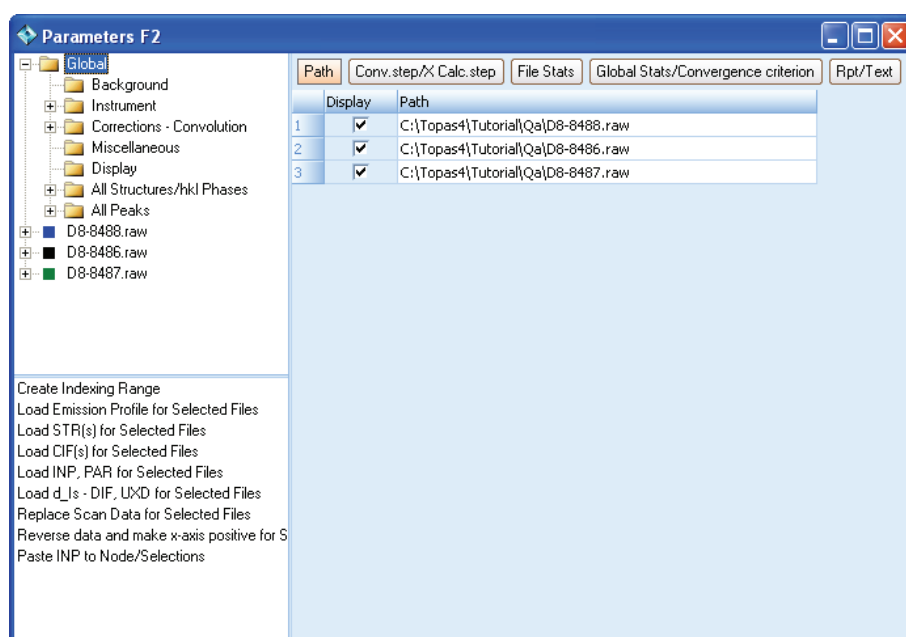 Parameters F2
Global
Background
Instrument
Corrections - Convolution
Miscellaneous
Display
All Structures/hkl Phases
All Peaks
D8-8488.raw
D8-8486.raw
D8-8487.raw
Create Indexing Range
Load Emission Profile for Selected Files
Load STR(s) for Selected Files
Load CIF(s) for Selected Files
Load INP, PAR for Selected Files
Load d_Is - DIF, UXD for Selected Files
Replace Scan Data for Selected Files
Reverse data and make x-axis positive for S
Paste INP to Node/Selections
Path Conv.step/X Calc.step File Stats Global Stats/Convergence criterion Rpt/Text
Display Path
1 C:\Topas4\Tutorial\Qa\D8-8488.raw
2 C:\Topas4\Tutorial\Qa\D8-8486.raw
3 C:\Topas4\Tutorial\Qa\D8-8487.raw